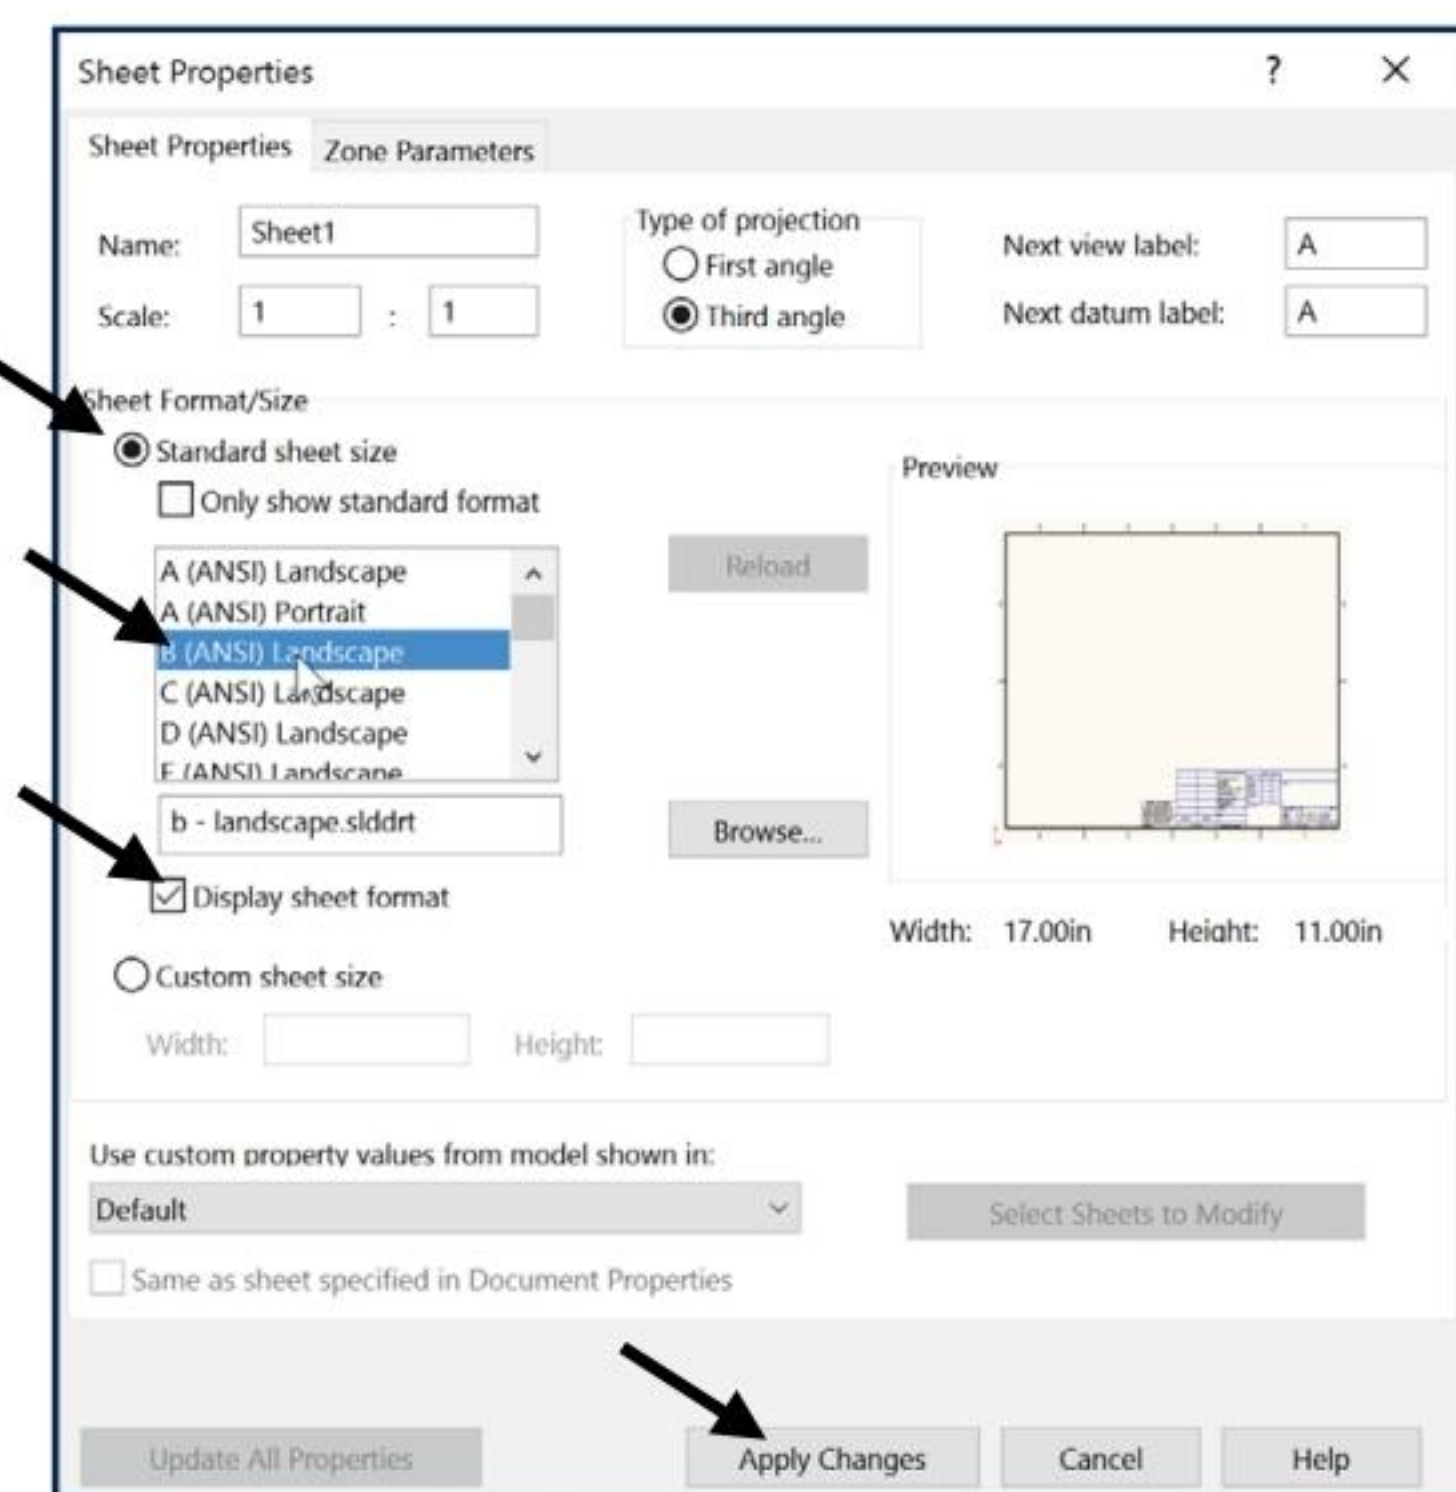 Sheet Properties ? X
Sheet Properties Zone Parameters
Name: Sheet1
Scale: 1 : 1
Type of projection
First angle
Third angle
Next view label: A
Next datum label: A
Sheet Format/Size
Standard sheet size
Only show standard format
A (ANSI) Landscape
A (ANSI) Portrait
B (ANSI) Landscape
C (ANSI) Landscape
D (ANSI) Landscape
E (ANSI) Landscape
b - landscape.slddrt
Display sheet format
Reload
Browse...
Preview
Width: 17.00in Height: 11.00in
Custom sheet size
Width: Height:
Use custom property values from model shown in:
Default
Select Sheets to Modify
Same as sheet specified in Document Properties
Update All Properties Apply Changes Cancel Help